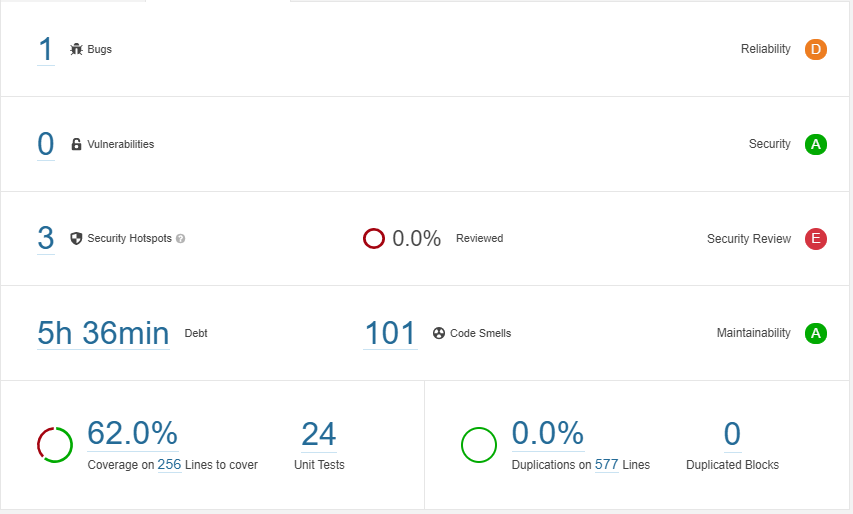 1 Bugs Reliability D
0 Vulnerabilities Security A
3 Security Hotspots ? 0.0% Reviewed Security Review E
5h 36min Debt 101 Code Smells Maintainability A
62.0% 24 0.0% 0
Coverage on 256 Lines to cover Unit Tests Duplications on 577 Lines Duplicated Blocks